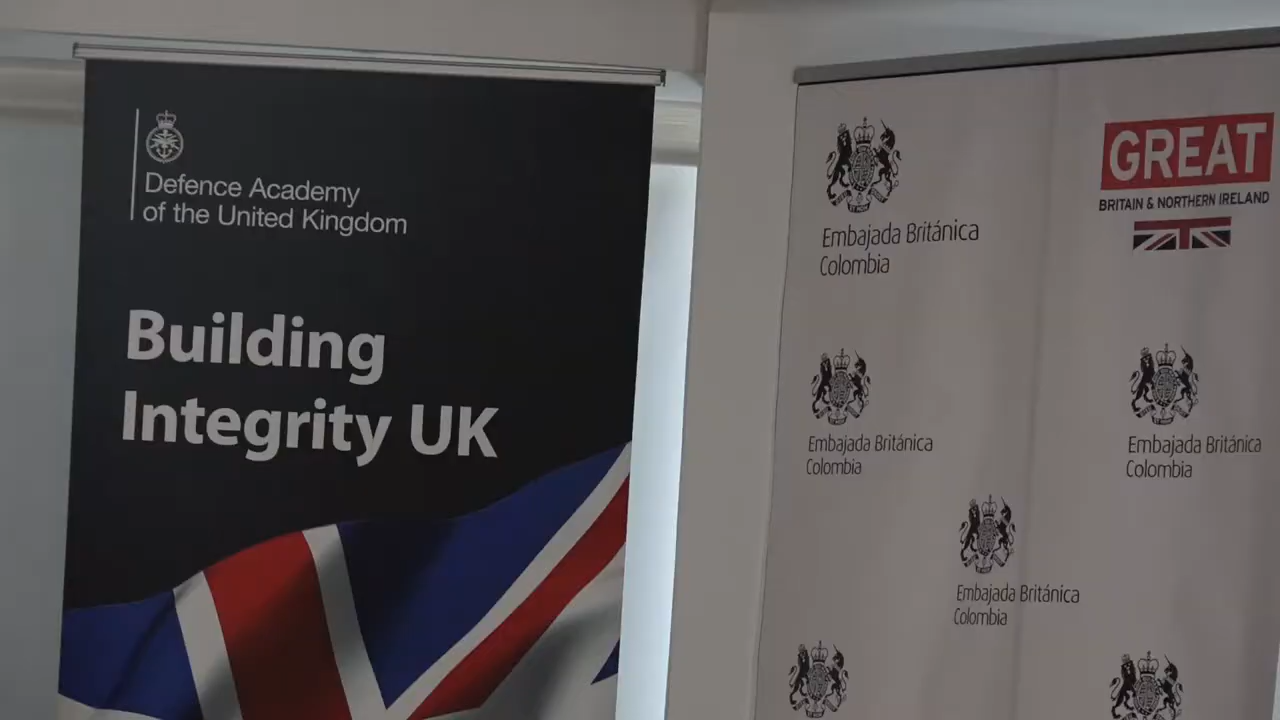 Defence Academy
of the United Kingdom
Building
Integrity UK
Embajada Británica
Colombia
GREAT
BRITAIN & NORTHERN IRELAND
Embajada Británica
Colombia
Embajada Británica
Colombia
Embajada Británica
Colombia